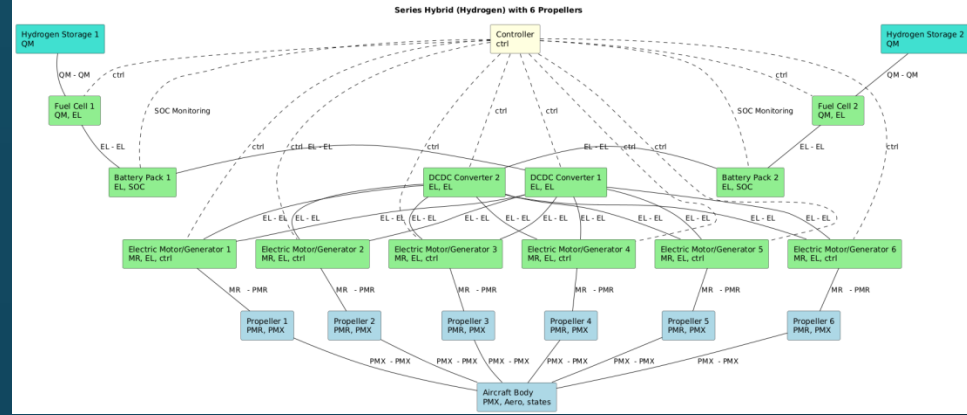 Series Hybrid (Hydrogen) with 6 Propellers
Hydrogen Storage 1
QM
Controller
ctrl
Hydrogen Storage 2
QM
QM - QM
ctrl
ctrl
QM - QM
Fuel Cell 1
QM, EL
SOC Monitoring
ctrl
ctrl
ctrl
SOC Monitoring
Fuel Cell 2
QM, EL
EL - EL
ctrl
ctrl
EL - EL
ctrl
ctrl
EL - EL
ctrl
EL - EL
Battery Pack 1
EL, SOC
DCDC Converter 2
EL, EL
DCDC Converter 1
EL, EL
Battery Pack 2
EL, SOC
EL - EL
EL - EL
EL - EL
EL - EL
EL - EL
EL - EL
EL - EL
EL - EL
EL - EL
EL - EL
EL - EL
EL - EL
Electric Motor/Generator 1
MR, EL, ctrl
Electric Motor/Generator 2
MR, EL, ctrl
Electric Motor/Generator 3
MR, EL, ctrl
Electric Motor/Generator 4
MR, EL, ctrl
Electric Motor/Generator 5
MR, EL, ctrl
Electric Motor/Generator 6
MR, EL, ctrl
MR - PMR
MR - PMR
MR - PMR
MR - PMR
MR - PMR
MR - PMR
Propeller 1
PMR, PMX
Propeller 2
PMR, PMX
Propeller 3
PMR, PMX
Propeller 4
PMR, PMX
Propeller 5
PMR, PMX
Propeller 6
PMR, PMX
PMX - PMX
PMX - PMX
PMX - PMX
PMX - PMX
PMX - PMX
PMX - PMX
Aircraft Body
PMX, Aero, states